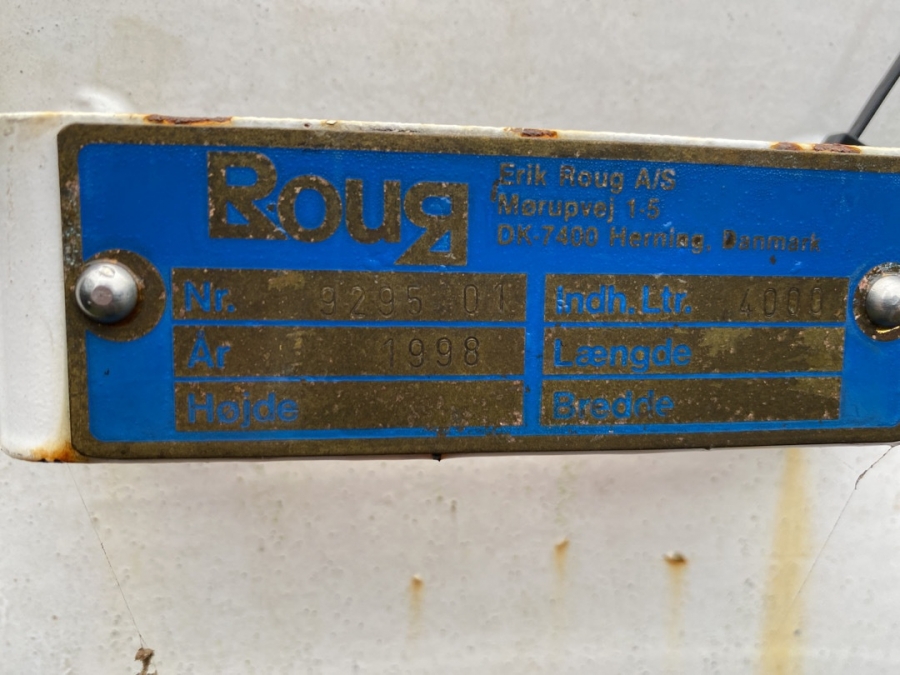 Roug
Erik Roug A/S
Mørupvej 1-5
DK-7400 Herning, Danmark
Nr. 9295 01
Indh. Ltr. 4000
År 1998
Længde
Højde
Bredde